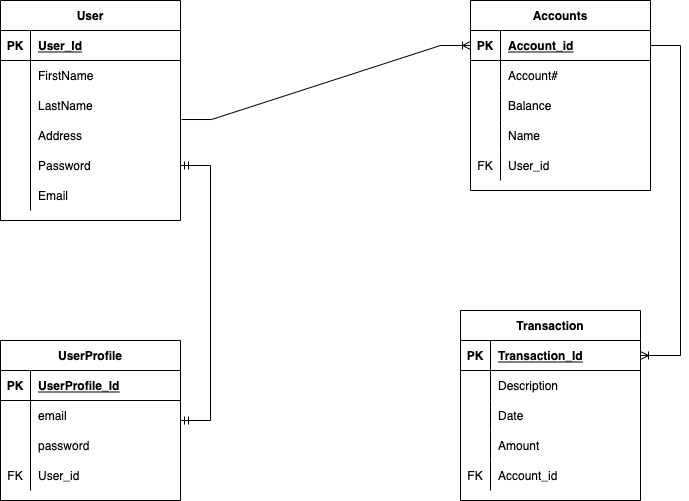 User
PK User_Id
FirstName
LastName
Address
Password
Email
Accounts
PK Account_id
Account#
Balance
Name
FK User_id
UserProfile
PK UserProfile_Id
email
password
FK User_id
Transaction
PK Transaction_Id
Description
Date
Amount
FK Account_id